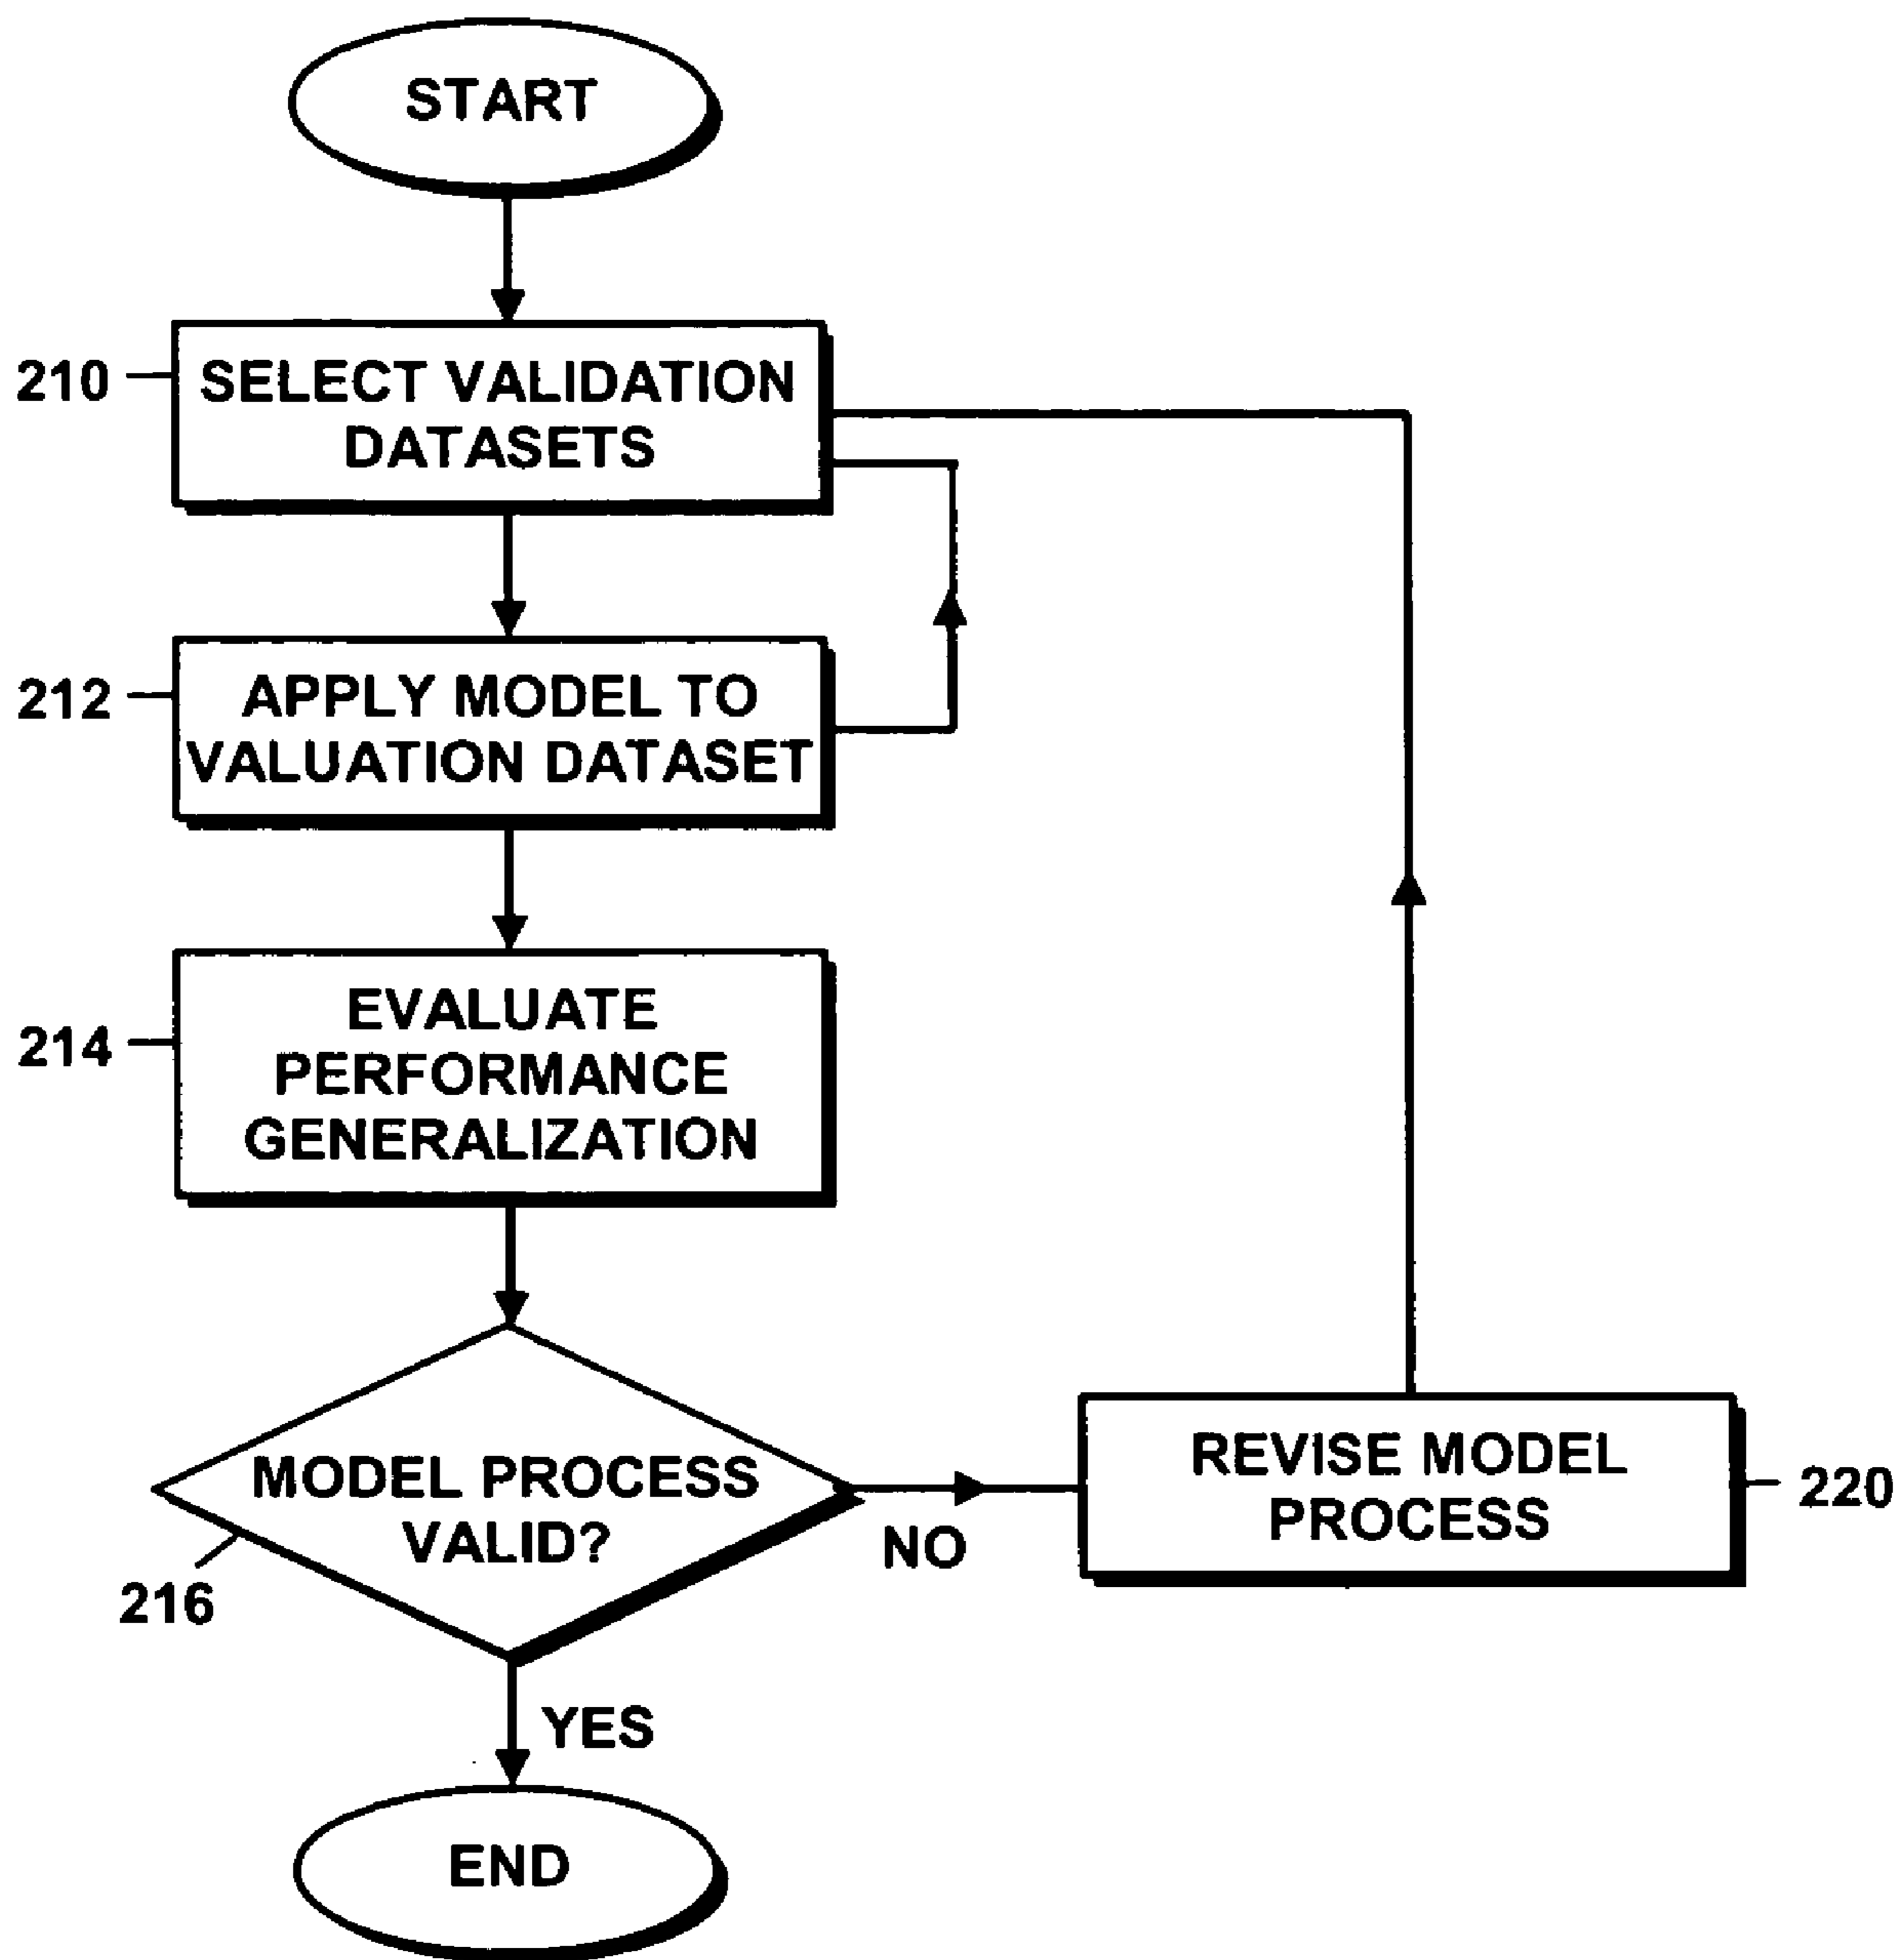 START
210
SELECT VALIDATION
DATASETS
212
APPLY MODEL TO
VALUATION DATASET
214
EVALUATE
PERFORMANCE
GENERALIZATION
MODEL PROCESS
VALID?
216
NO
REVISE MODEL
PROCESS
220
YES
END